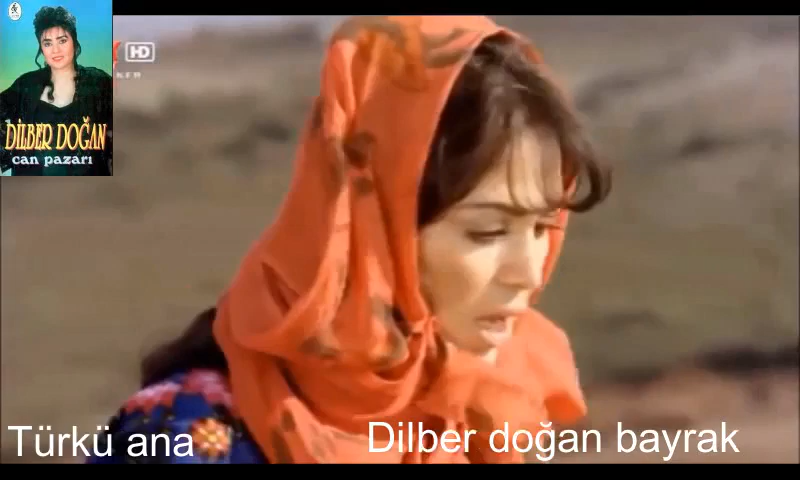 DİLBER DOĞAN
can pazarı
HD
Türkü ana
Dilber doğan bayrak